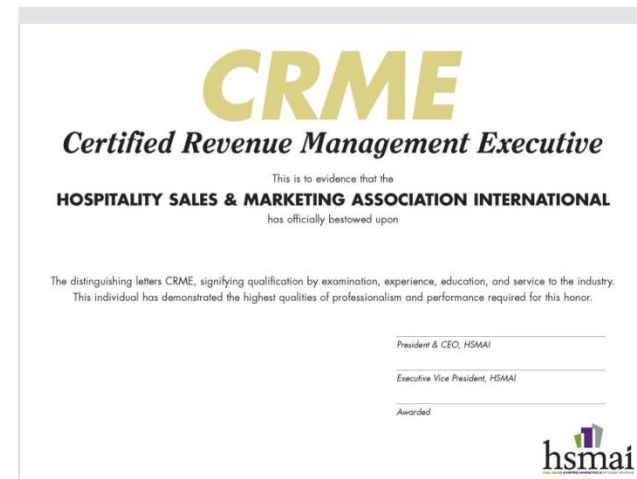 CRME
Certified Revenue Management Executive
This is to evidence that the
HOSPITALITY SALES & MARKETING ASSOCIATION INTERNATIONAL
has officially bestowed upon
The distinguishing letters CRME, signifying qualification by examination, experience, education, and service to the industry.
This individual has demonstrated the highest qualities of professionalism and performance required for this honor.
President & CEO, HSMAI
Executive Vice President, HSMAI
Awarded
hsmai